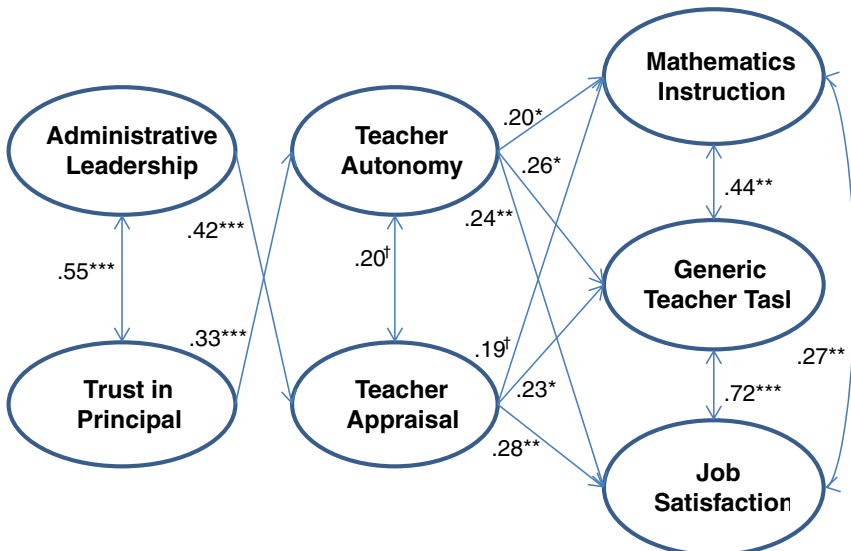 Mathematics
Instruction
Administrative
Leadership
Teacher
Autonomy
.20*
.26*
.24**
.44**
.42***
.55***
.20†
Generic
Teacher Task
.33***
.19†
.27**
Trust in
Principal
Teacher
Appraisal
.23*
.72***
.28**
Job
Satisfaction